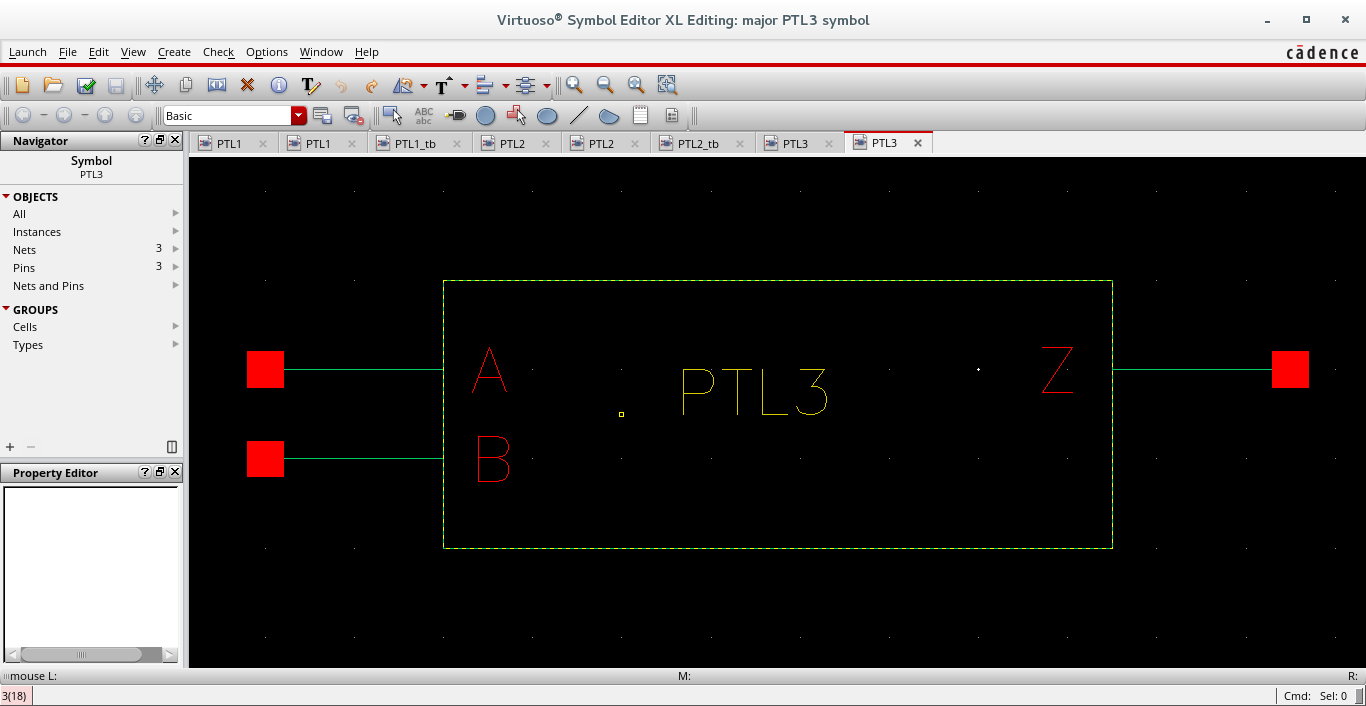 Virtuoso® Symbol Editor XL Editing: major PTL3 symbol
Launch File Edit View Create Check Options Window Help
cādence
T T
Basic
ABC
abc
Navigator ?
PTL1 PTL1 PTL1_tb PTL2 PTL2 PTL2_tb PTL3 PTL3
Symbol
PTL3
OBJECTS
All
Instances
Nets 3
Pins 3
Nets and Pins
GROUPS
Cells
Types
A
PTL3
Z
B
Property Editor ?
mouse L: M: R:
3(18) Cmd: Sel: 0